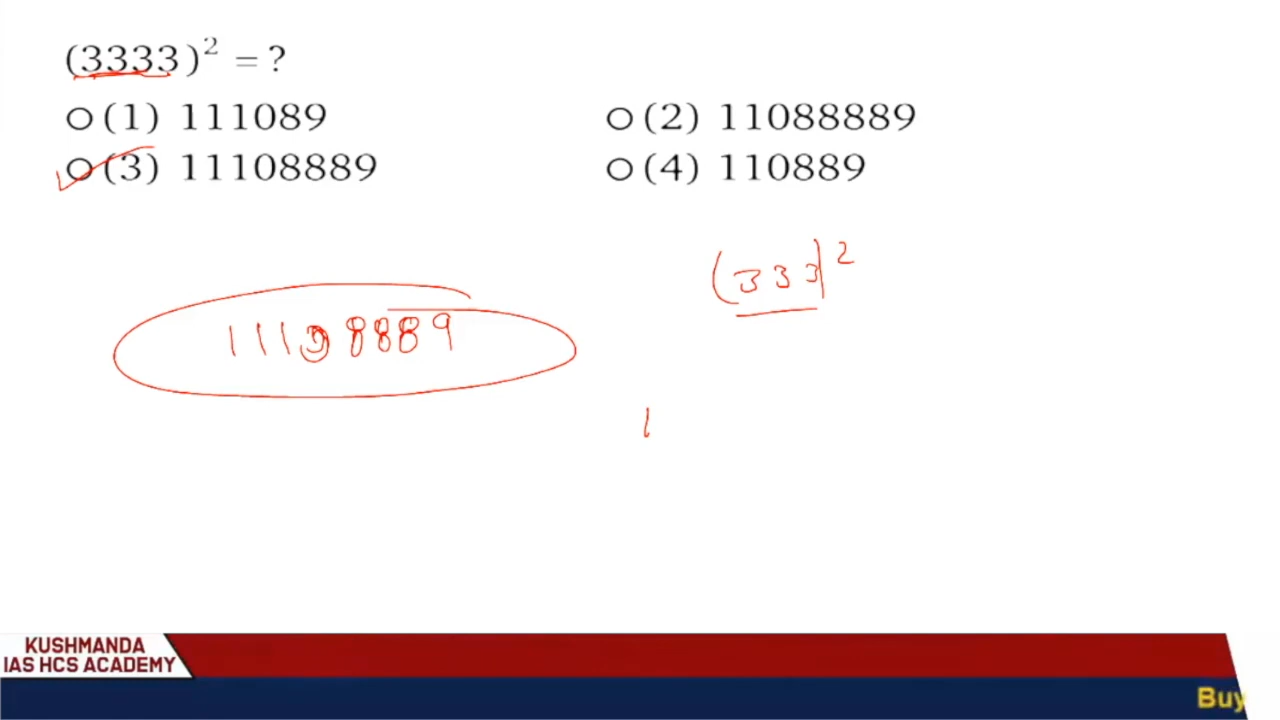 (3333)² = ?
(1) 111089
(2) 11088889
(3) 11108889
(4) 110889
(333)²
11108889
1
KUSHMANDA
IAS HCS ACADEMY
Buy